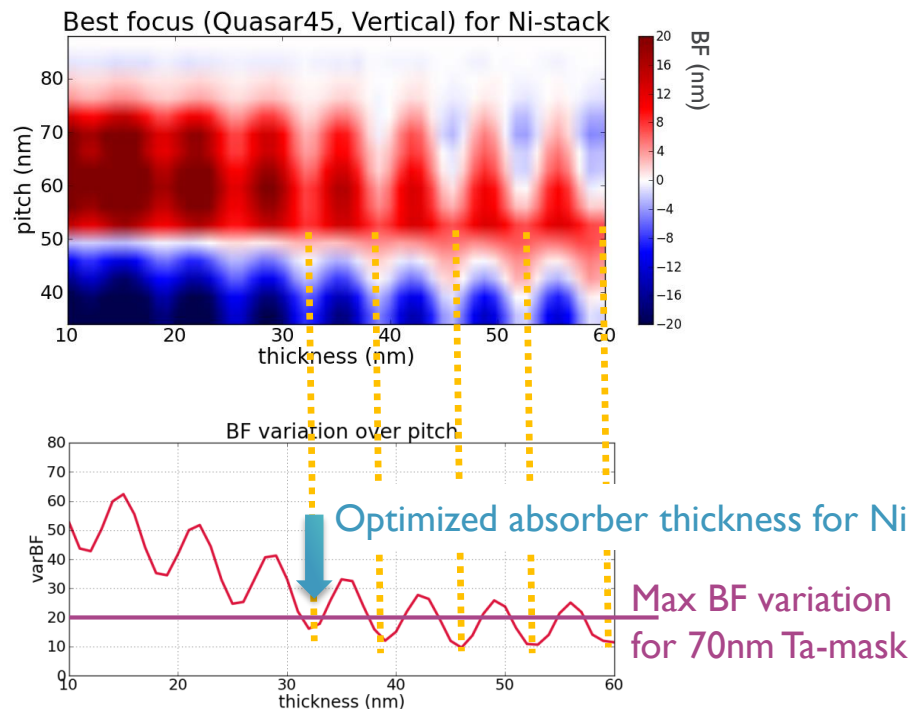 Best focus (Quasar45, Vertical) for Ni-stack
80
70
60
50
40
pitch (nm)
10 20 30 40 50 60
thickness (nm)
20
16
12
8
4
0
−4
−8
−12
−16
−20
BF (nm)
BF variation over pitch
80
70
60
50
40
30
20
10
0
varBF
10 20 30 40 50 60
thickness (nm)
Optimized absorber thickness for Ni
Max BF variation
for 70nm Ta-mask